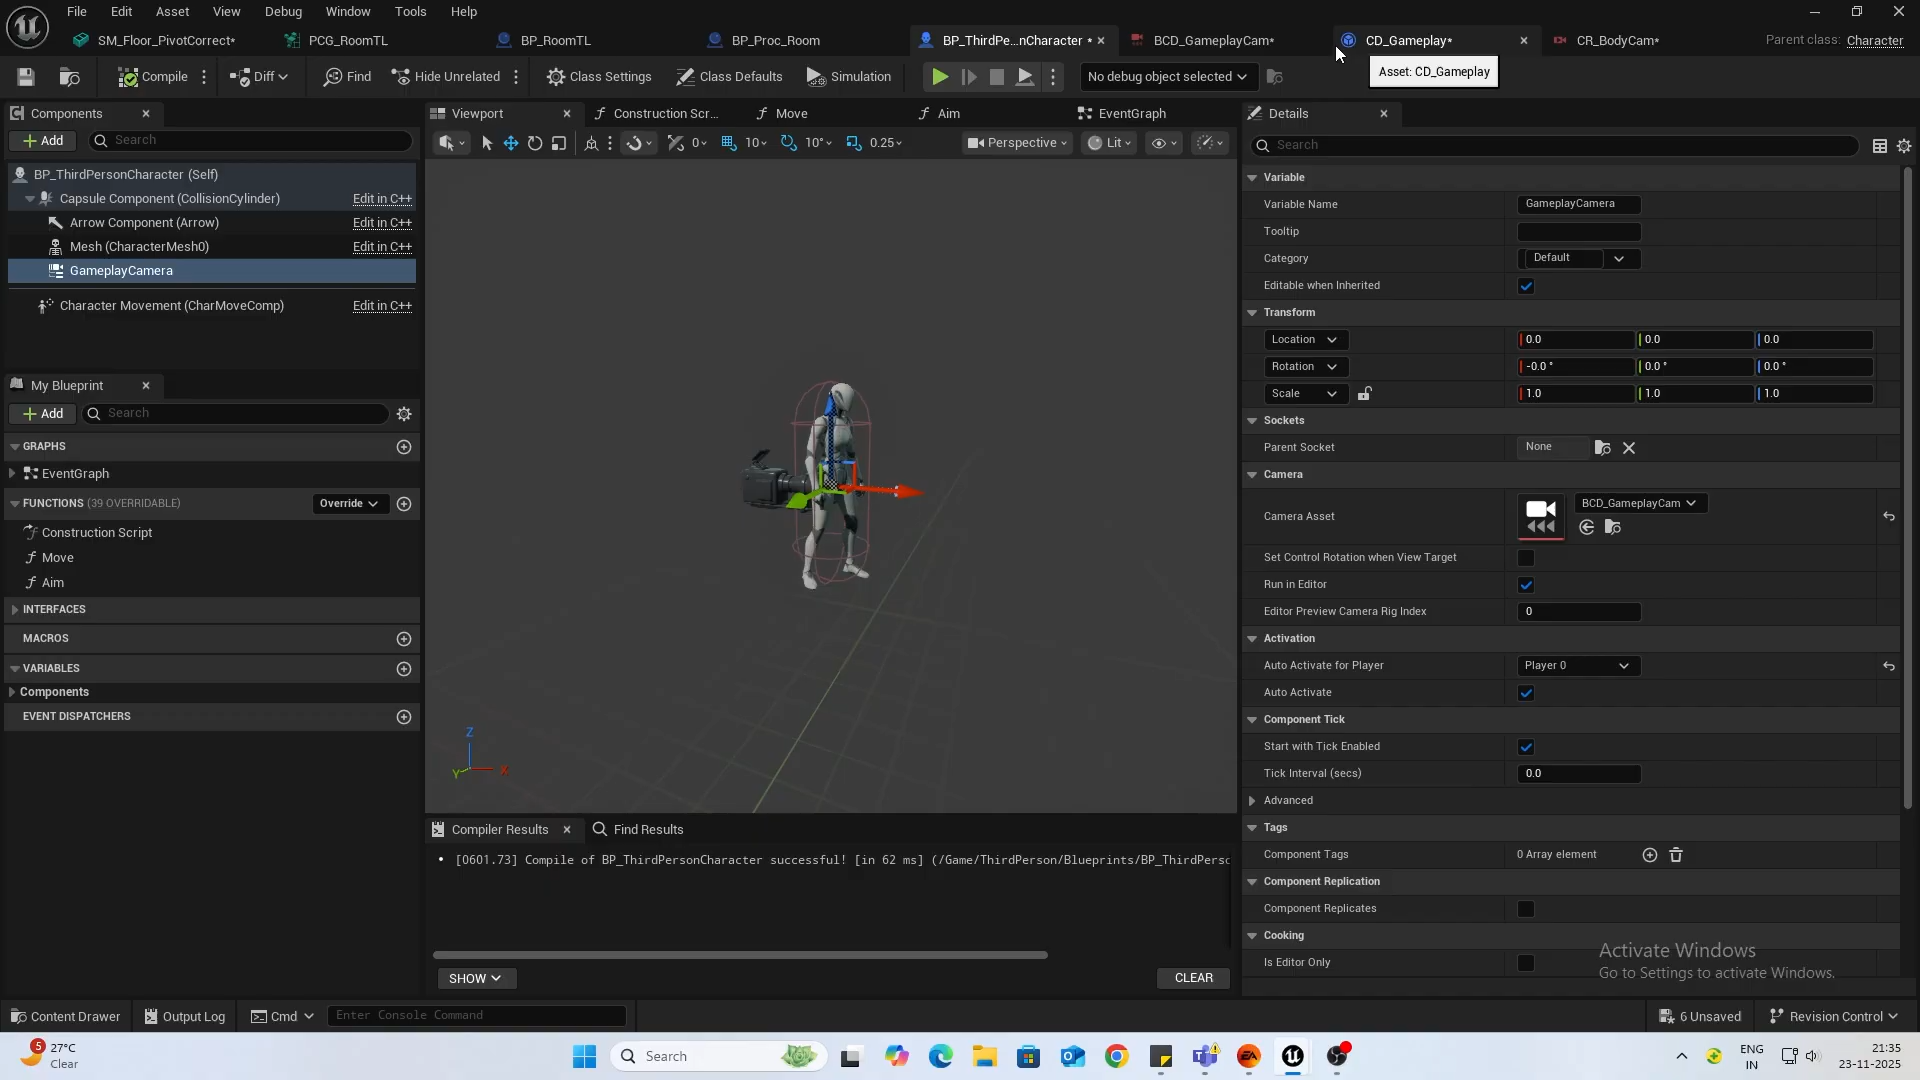 File Edit Asset View Debug Window Tools Help
SM_Floor_PivotCorrect* PCG_RoomTL BP_RoomTL BP_Proc_Room BP_ThirdPe...nCharacter * BCD_GameplayCam* CD_Gameplay* CR_BodyCam* Parent class: Character
Compile Diff Find Hide Unrelated Class Settings Class Defaults Simulation No debug object selected
Asset: CD_Gameplay
Components Viewport Construction Scr... Move Aim EventGraph Details
Add Search 0 10 10° 0.25 Perspective Lit Search
BP_ThirdPersonCharacter (Self)
Capsule Component (CollisionCylinder) Edit in C++
Arrow Component (Arrow) Edit in C++
Mesh (CharacterMesh0) Edit in C++
GameplayCamera
Character Movement (CharMoveComp) Edit in C++
My Blueprint
Add Search
GRAPHS
EventGraph
FUNCTIONS (39 OVERRIDABLE) Override
Construction Script
Move
Aim
INTERFACES
MACROS
VARIABLES
Components
EVENT DISPATCHERS
Z
Y X
Compiler Results Find Results
• [0601.73] Compile of BP_ThirdPersonCharacter successful! [in 62 ms] (/Game/ThirdPerson/Blueprints/BP_ThirdPerso
SHOW CLEAR
Variable
Variable Name GameplayCamera
Tooltip
Category Default
Editable when Inherited
Transform
Location 0.0 0.0 0.0
Rotation -0.0 ° 0.0 ° 0.0 °
Scale 1.0 1.0 1.0
Sockets
Parent Socket None
Camera
Camera Asset BCD_GameplayCam
Set Control Rotation when View Target
Run in Editor
Editor Preview Camera Rig Index 0
Activation
Auto Activate for Player Player 0
Auto Activate
Component Tick
Start with Tick Enabled
Tick Interval (secs) 0.0
Advanced
Tags
Component Tags 0 Array element
Component Replication
Component Replicates
Cooking
Is Editor Only
Activate Windows
Go to Settings to activate Windows.
Content Drawer Output Log Cmd Enter Console Command 6 Unsaved Revision Control
5 27°C
Clear
Search
ENG
IN
21:35
23-11-2025